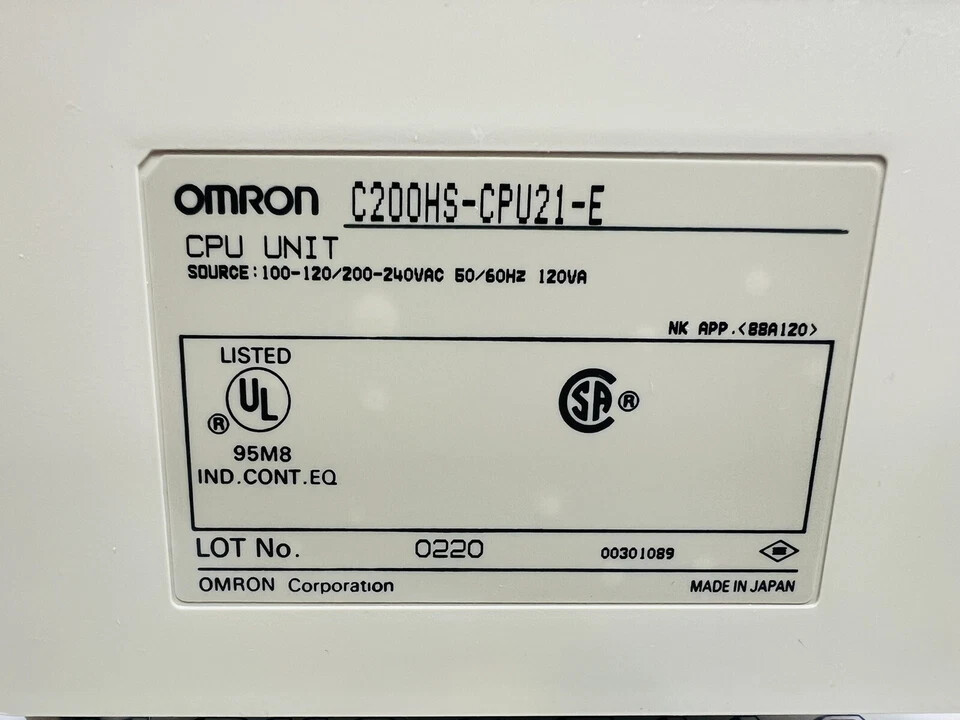 OMRON C200HS-CPU21-E
CPU UNIT
SOURCE:100-120/200-240VAC 50/60Hz 120VA
NK APP.<88A120>
LISTED
UL
®
95M8
IND.CONT.EQ
SA ®
LOT No. 0220 00301089
OMRON Corporation MADE IN JAPAN